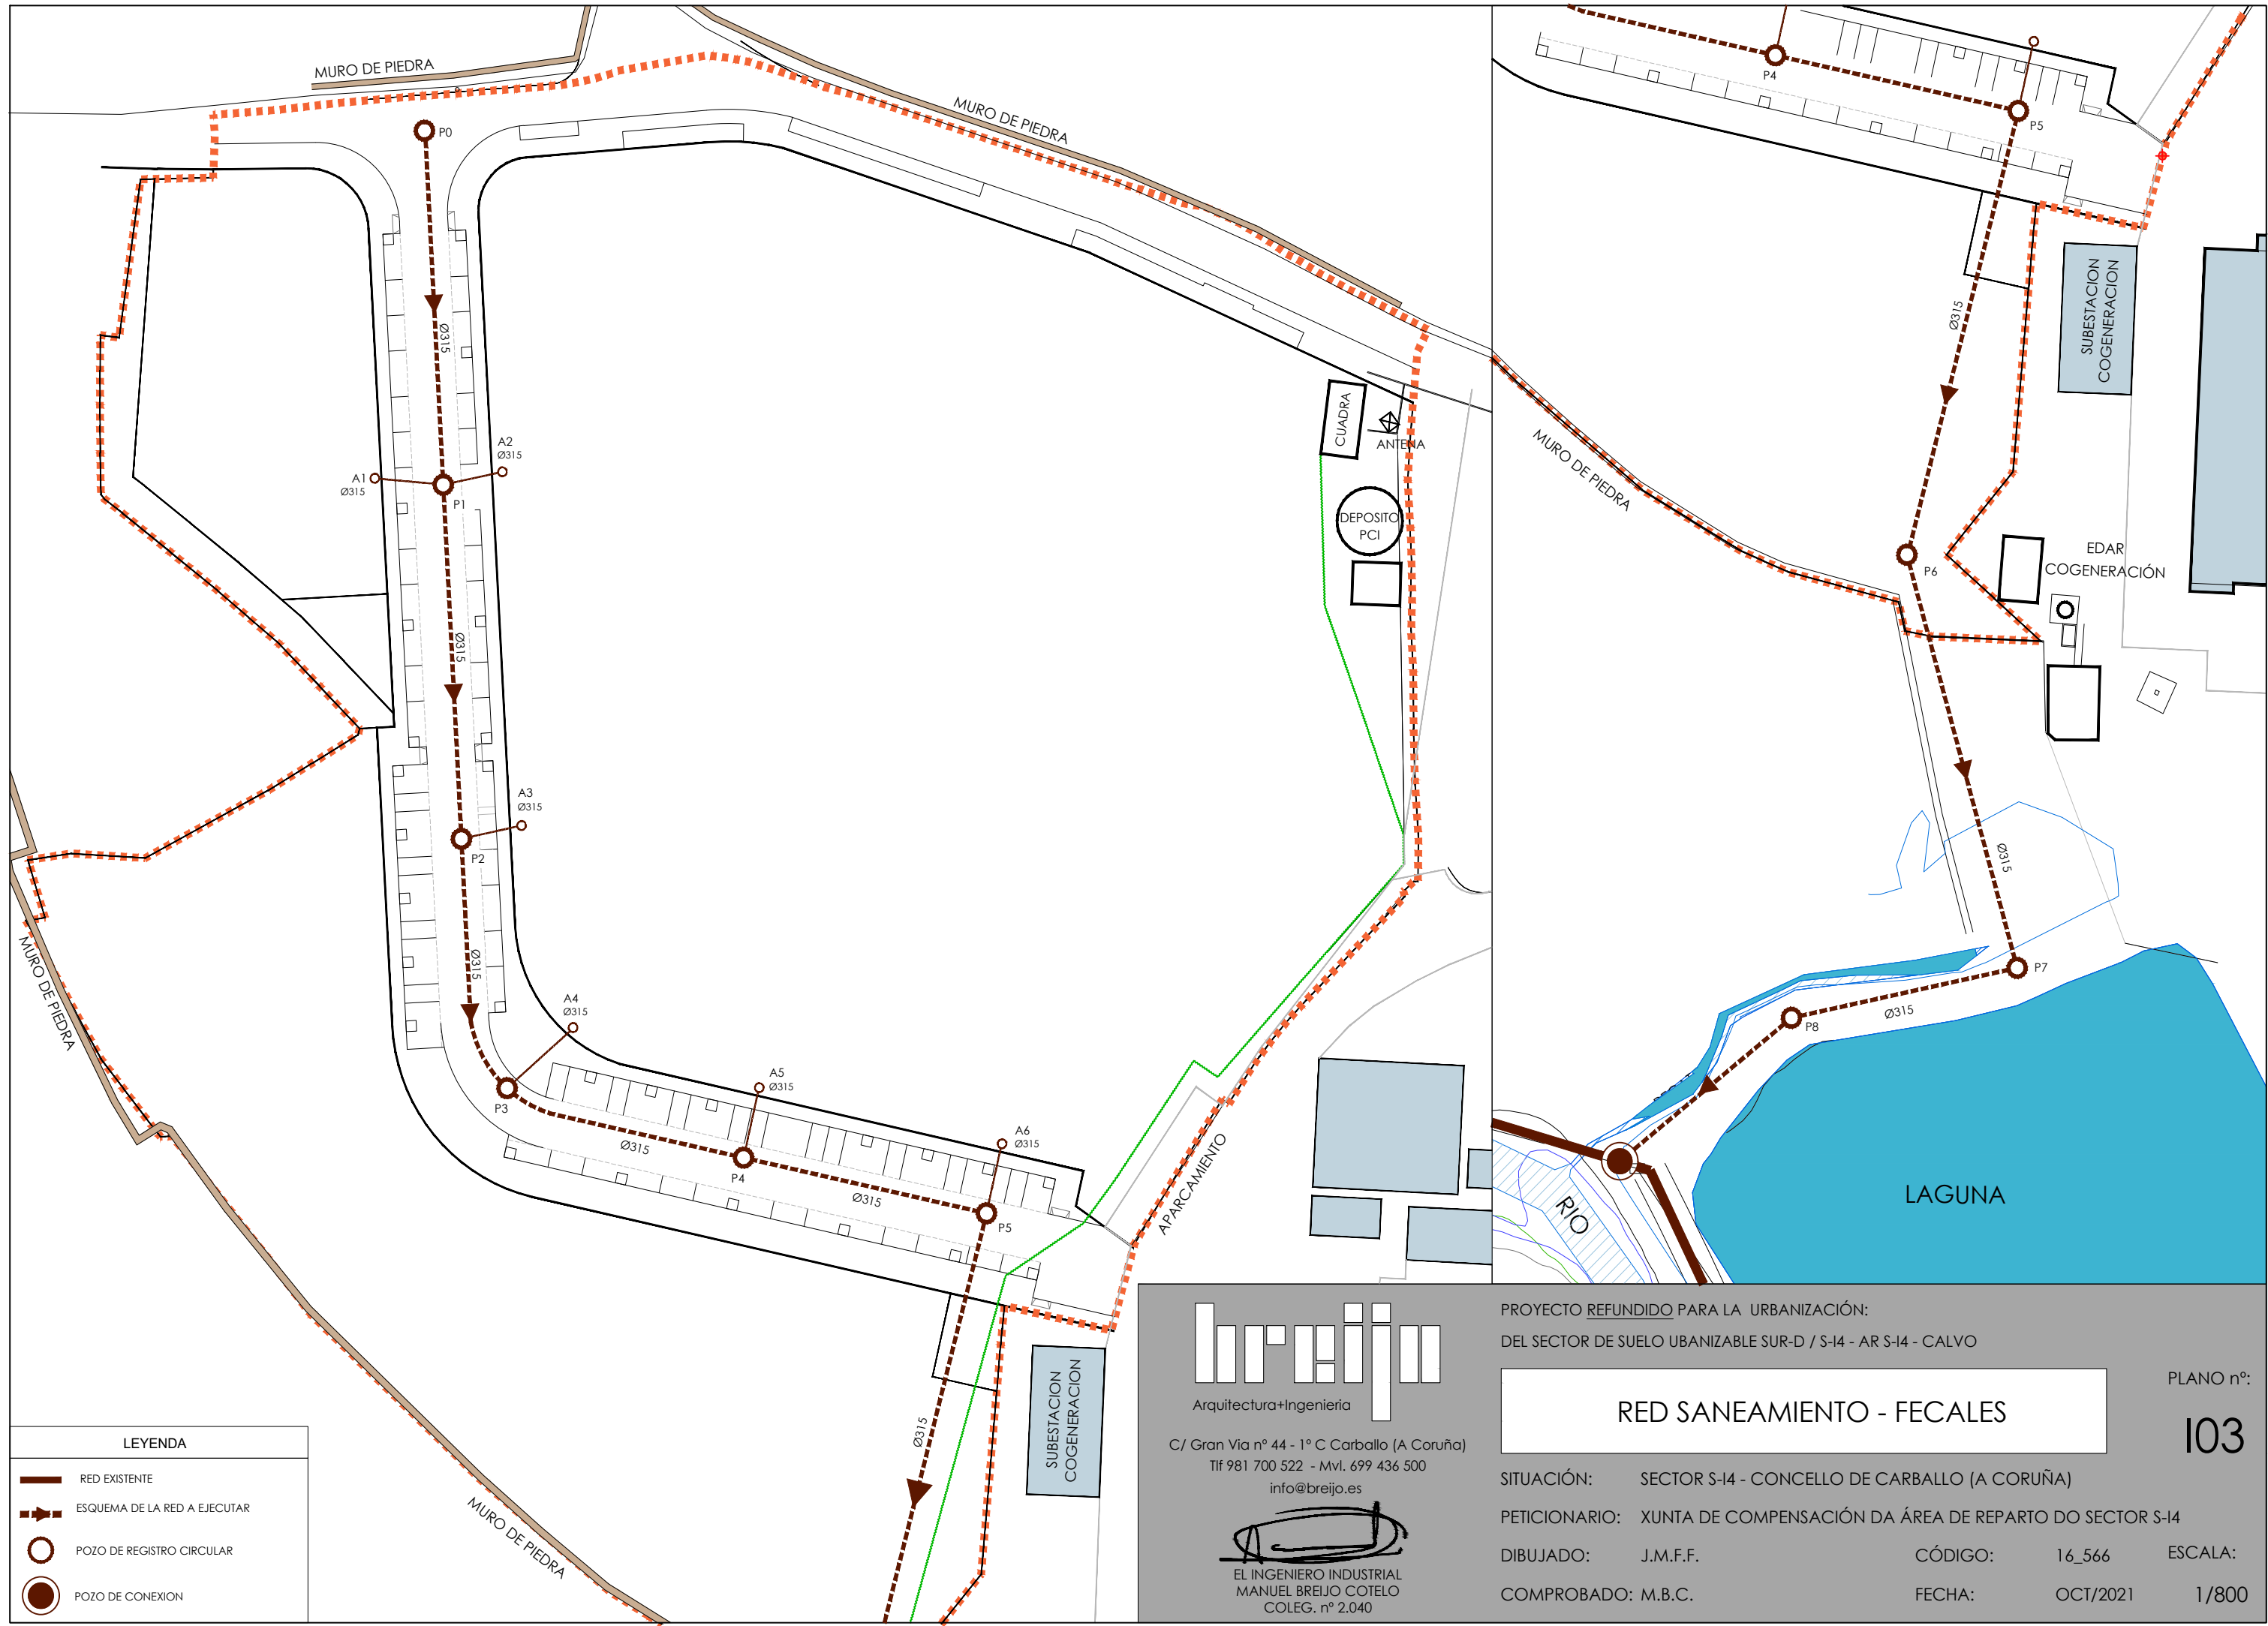 MURO DE PIEDRA
MURO DE PIEDRA
P0
Ø315
A2
Ø315
A1
Ø315
P1
Ø315
A3
Ø315
P2
Ø315
A4
Ø315
P3
Ø315
A5
Ø315
P4
Ø315
A6
Ø315
P5
Ø315
CUADRA
ANTENA
DEPOSITO
PCI
APARCAMIENTO
SUBESTACION
COGENERACION
MURO DE PIEDRA
MURO DE PIEDRA
P4
P5
Ø315
SUBESTACION
COGENERACION
MURO DE PIEDRA
P6
EDAR
COGENERACIÓN
Ø315
P7
P8
Ø315
LAGUNA
RIO
LEYENDA
RED EXISTENTE
ESQUEMA DE LA RED A EJECUTAR
POZO DE REGISTRO CIRCULAR
POZO DE CONEXION
breijo
Arquitectura+Ingenieria
C/ Gran Via nº 44 - 1º C Carballo (A Coruña)
Tlf 981 700 522 - Mvl. 699 436 500
info@breijo.es
EL INGENIERO INDUSTRIAL
MANUEL BREIJO COTELO
COLEG. nº 2.040
PROYECTO REFUNDIDO PARA LA URBANIZACIÓN:
DEL SECTOR DE SUELO UBANIZABLE SUR-D / S-I4 - AR S-I4 - CALVO
RED SANEAMIENTO - FECALES
PLANO nº:
I03
SITUACIÓN: SECTOR S-I4 - CONCELLO DE CARBALLO (A CORUÑA)
PETICIONARIO: XUNTA DE COMPENSACIÓN DA ÁREA DE REPARTO DO SECTOR S-I4
DIBUJADO: J.M.F.F. CÓDIGO: 16_566 ESCALA:
COMPROBADO: M.B.C. FECHA: OCT/2021 1/800